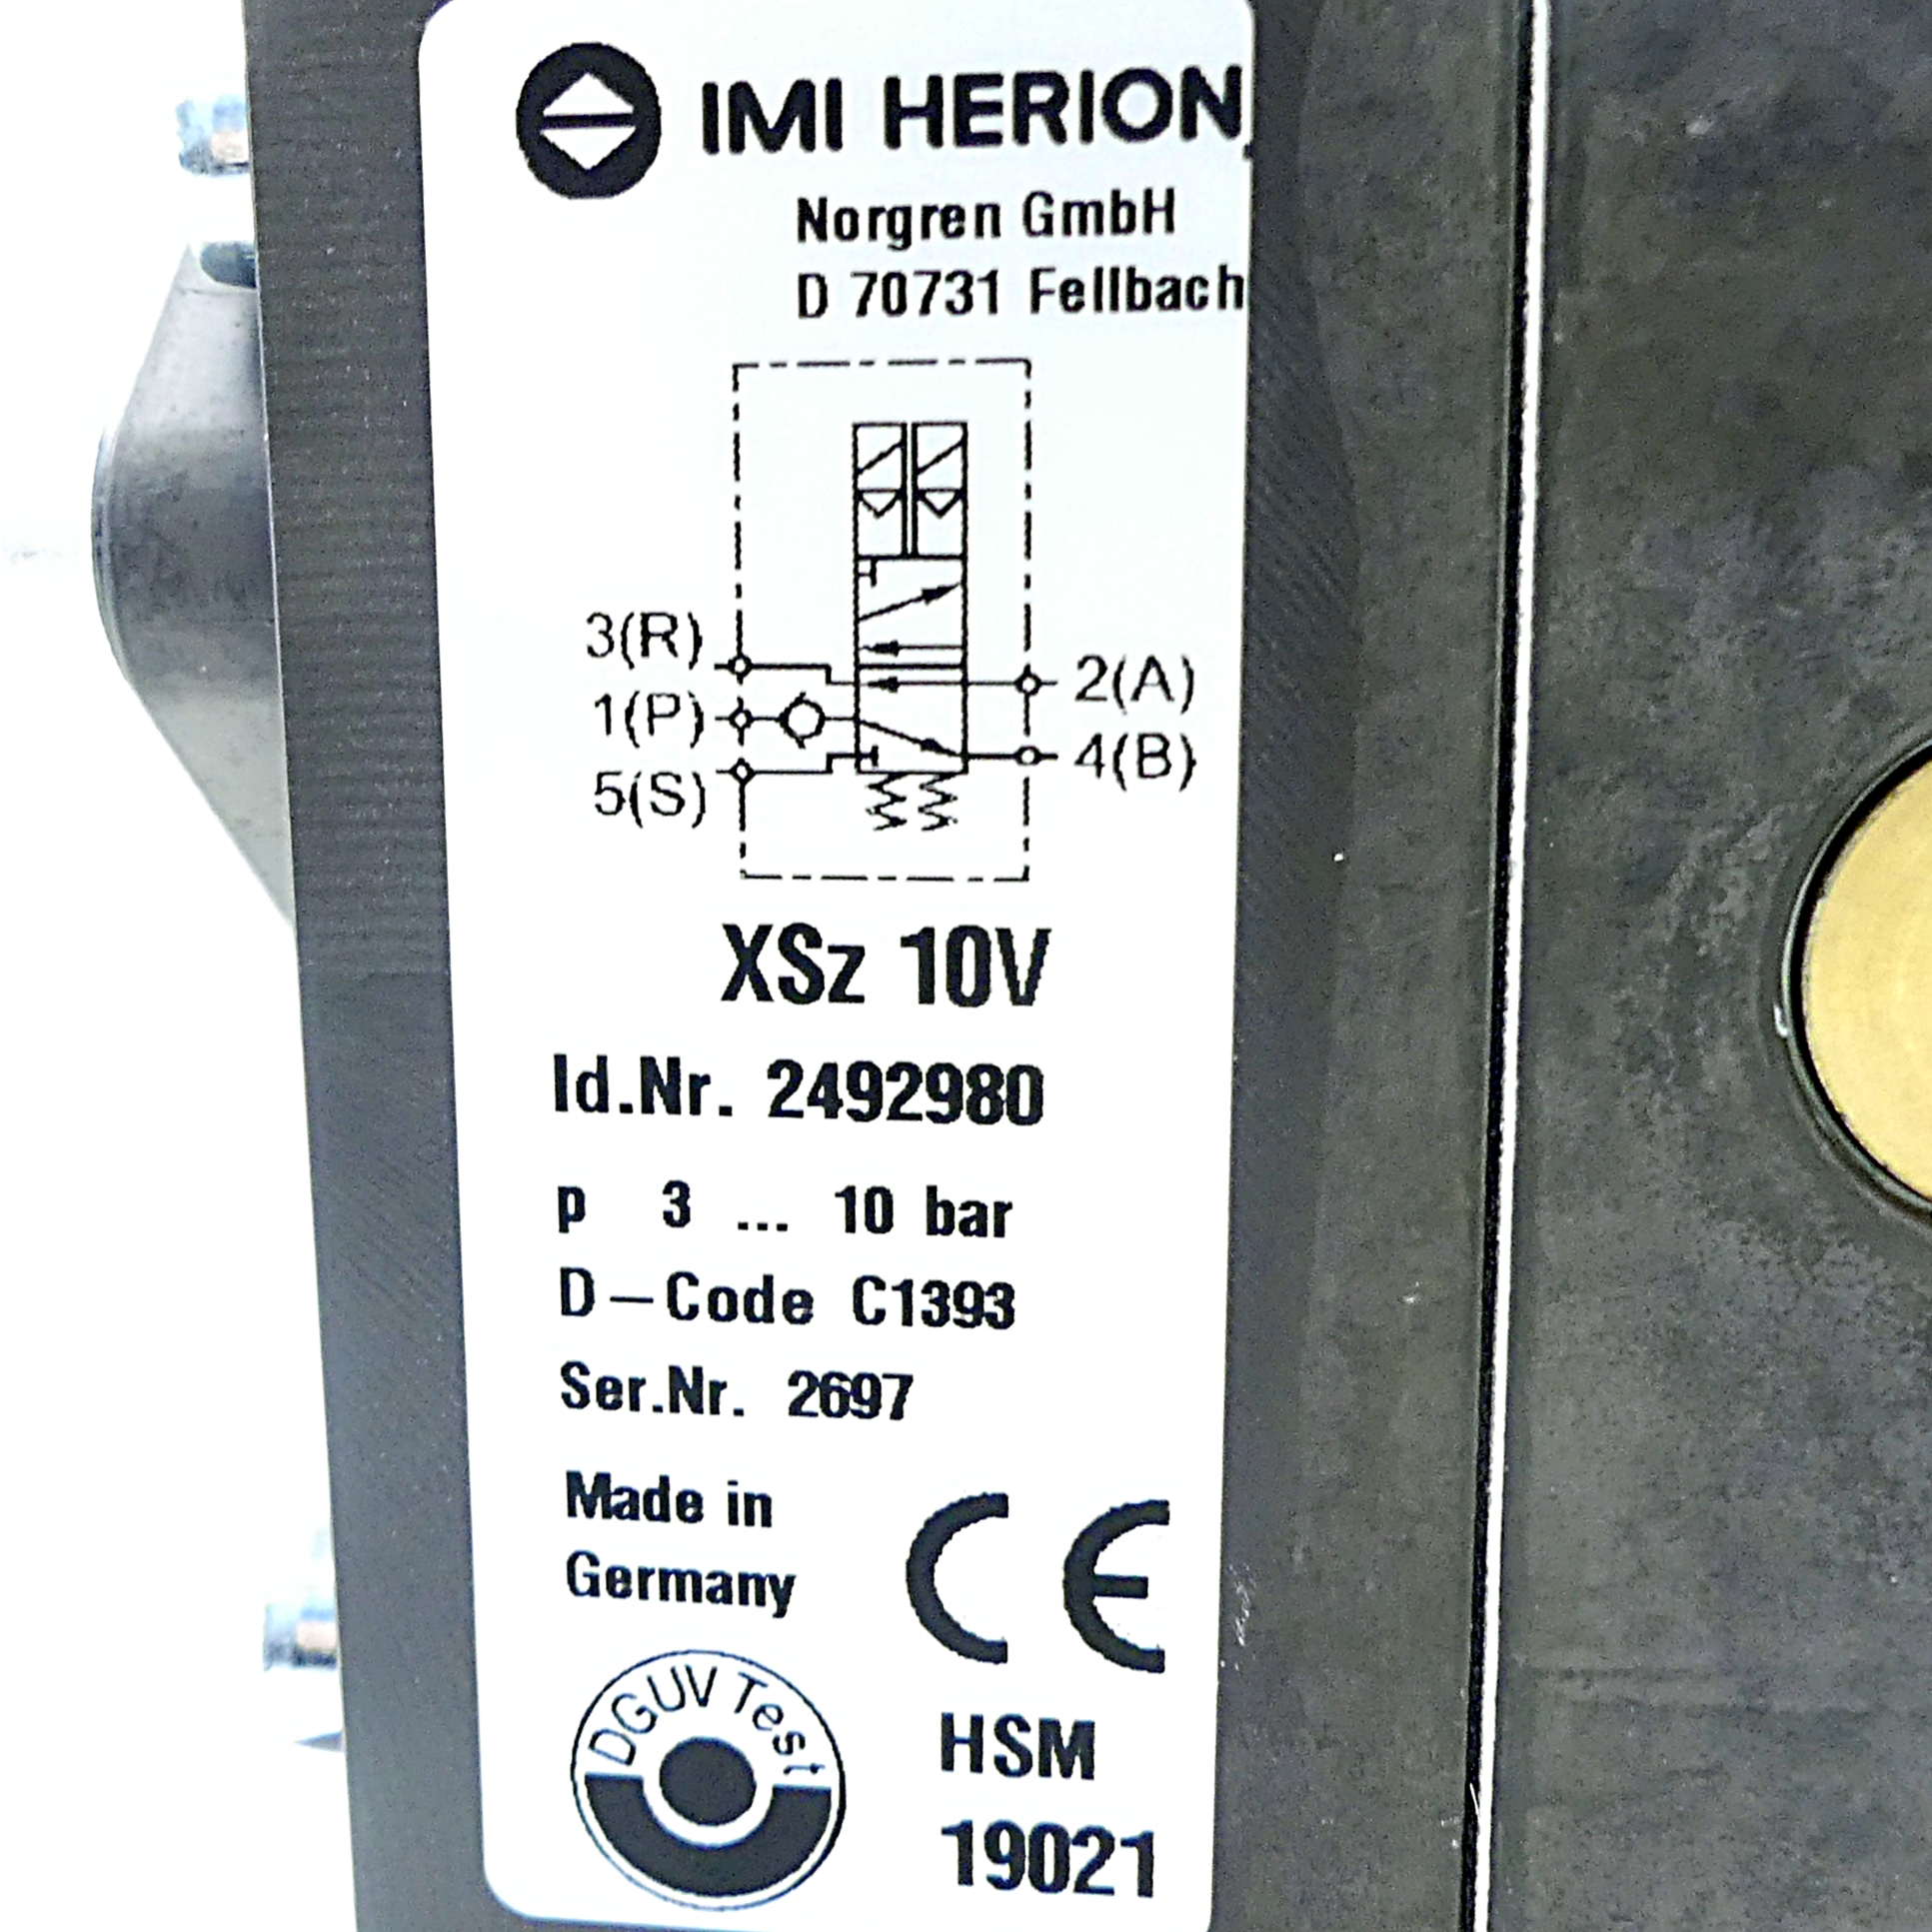 IMI HERION
Norgren GmbH
D 70731 Fellbach
3(R)
2(A)
1(P)
4(B)
5(S)
XSz 10V
Id.Nr. 2492980
p 3 ... 10 bar
D-Code C1393
Ser.Nr. 2697
Made in
Germany
CE
DGUV Test
HSM
19021